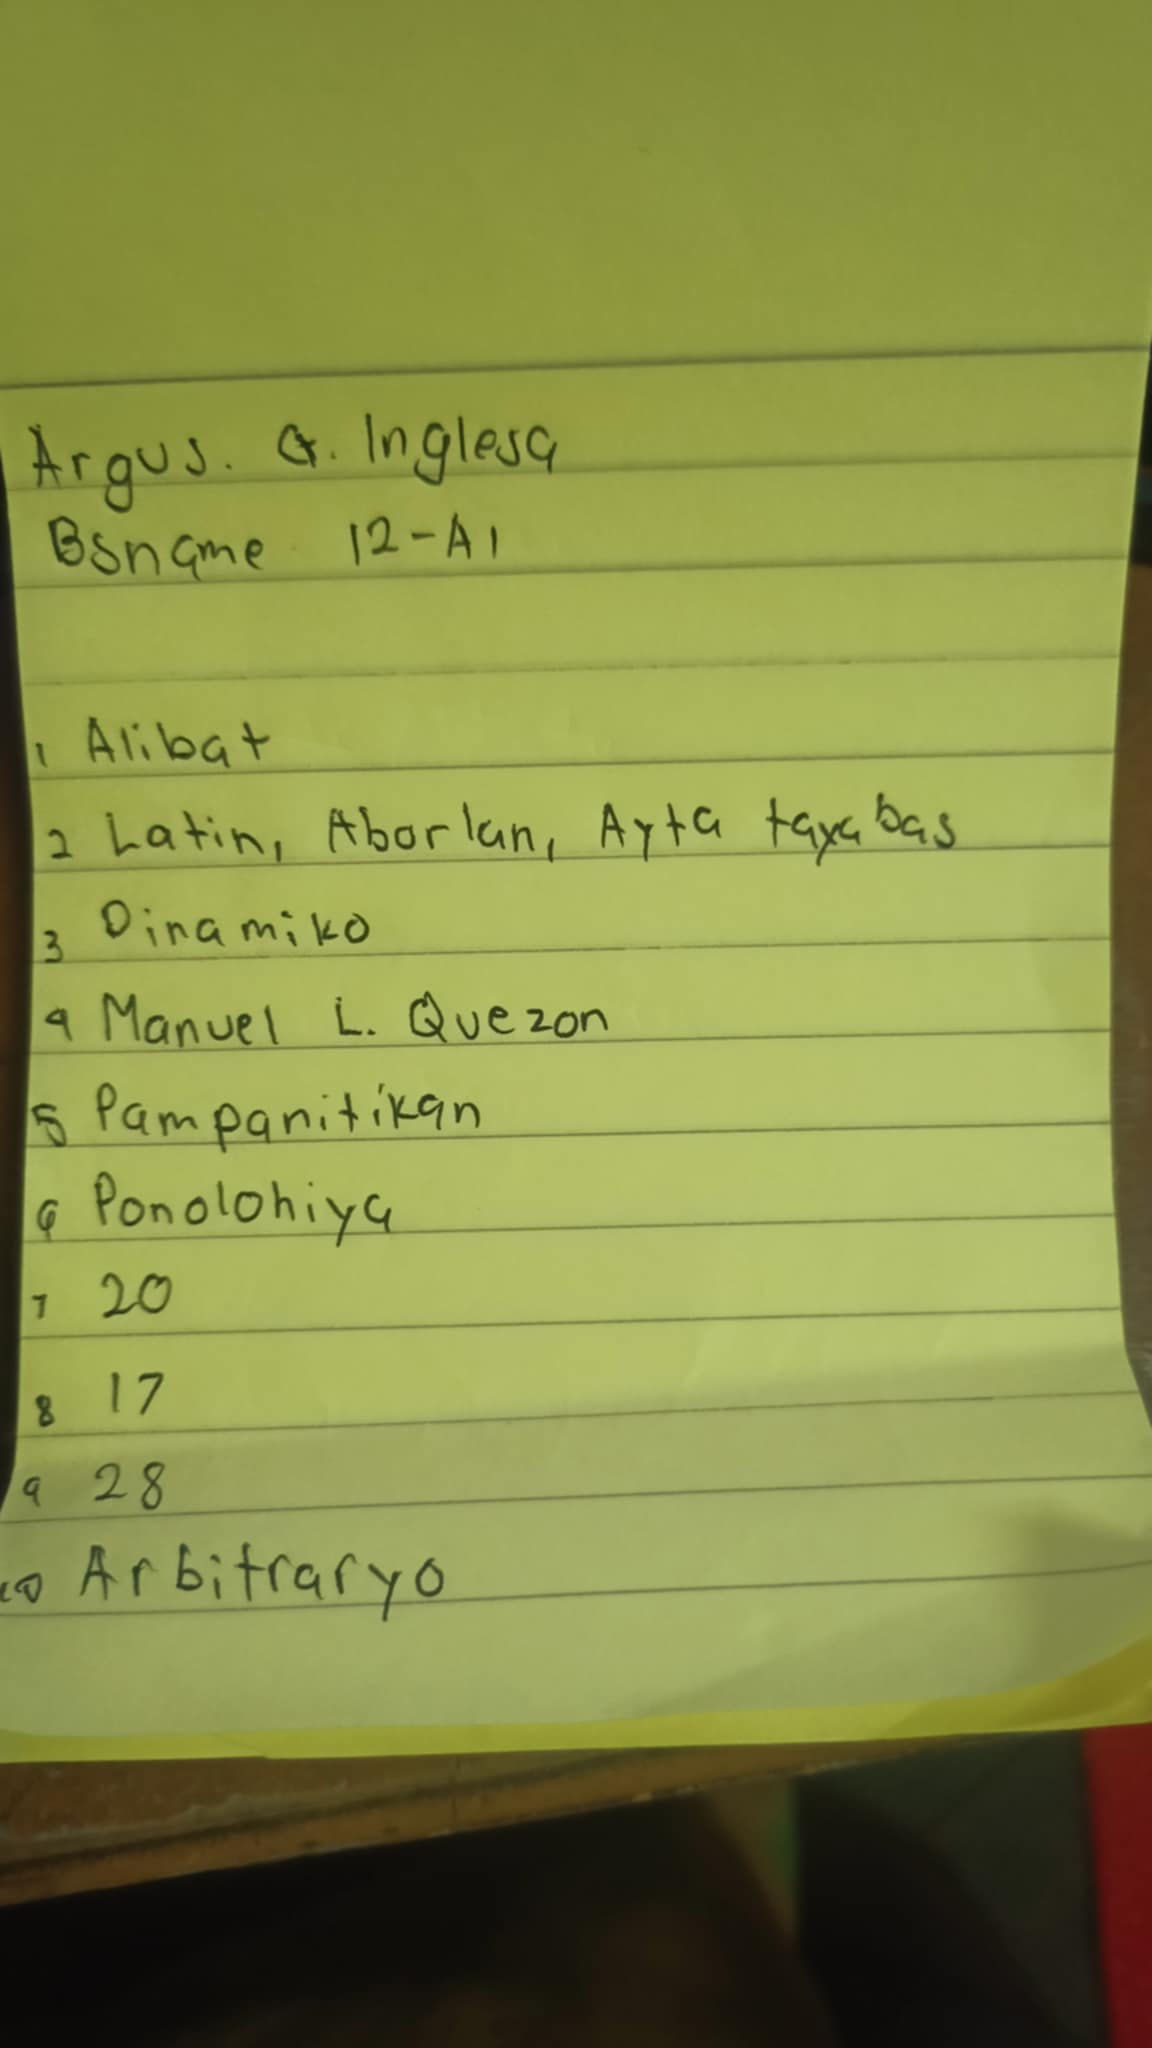 Argus. G. Inglesa
Bsname 12-A1
1 Alibat
2 Latin, Aborlan, Ayta tayabas
3 Dinamiko
4 Manuel L. Quezon
5 Pampanitikan
6 Ponolohiya
7 20
8 17
9 28
10 Arbitraryo